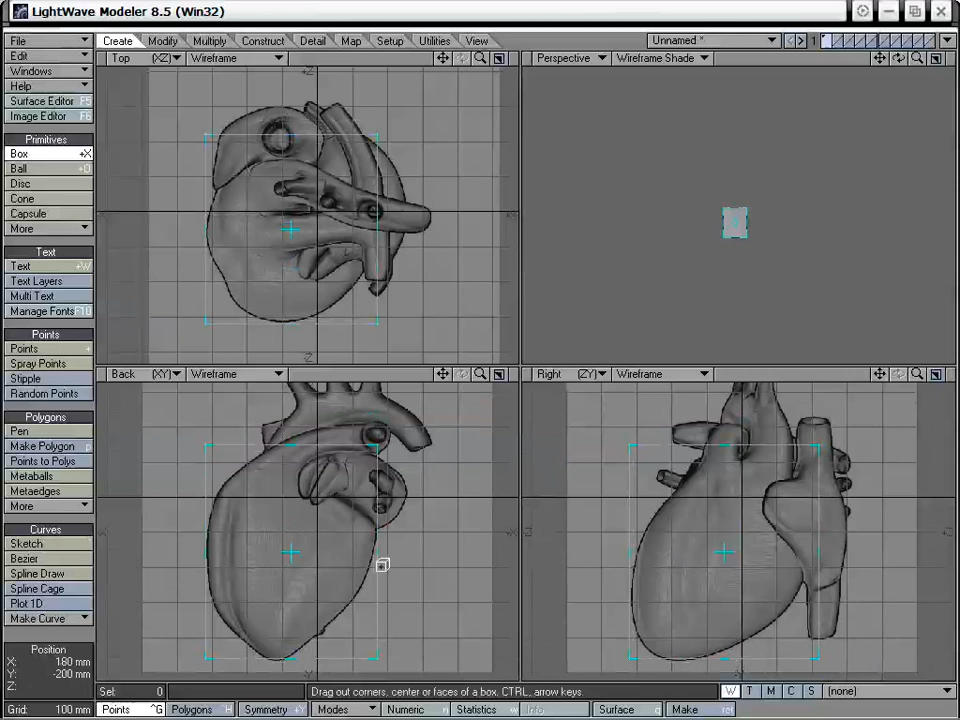 LightWave Modeler 8.5 (Win32)
File
Edit
Windows
Help
Surface Editor F5
Image Editor F6
Primitives
Box +X
Ball +O
Disc
Cone
Capsule
More
Text
Text +W
Text Layers
Multi Text
Manage Fonts F10
Points
Points +
Spray Points
Stipple
Random Points
Polygons
Pen
Make Polygon p
Points to Polys
Metaballs
Metaedges
More
Curves
Sketch
Bezier
Spline Draw
Spline Cage
Plot 1D
Make Curve
Position
X: 180 mm
Y: -200 mm
Z:
Grid: 100 mm
Create Modify Multiply Construct Detail Map Setup Utilities View
Unnamed * 1
Top (XZ) Wireframe
Perspective Wireframe Shade
Back (XY) Wireframe
Right (ZY) Wireframe
Sel: 0
Drag out corners, center or faces of a box. CTRL, arrow keys.
W T M C S (none)
Points ^G Polygons ^H Symmetry +Y Modes Numeric n Statistics w Info i Surface q Make ret